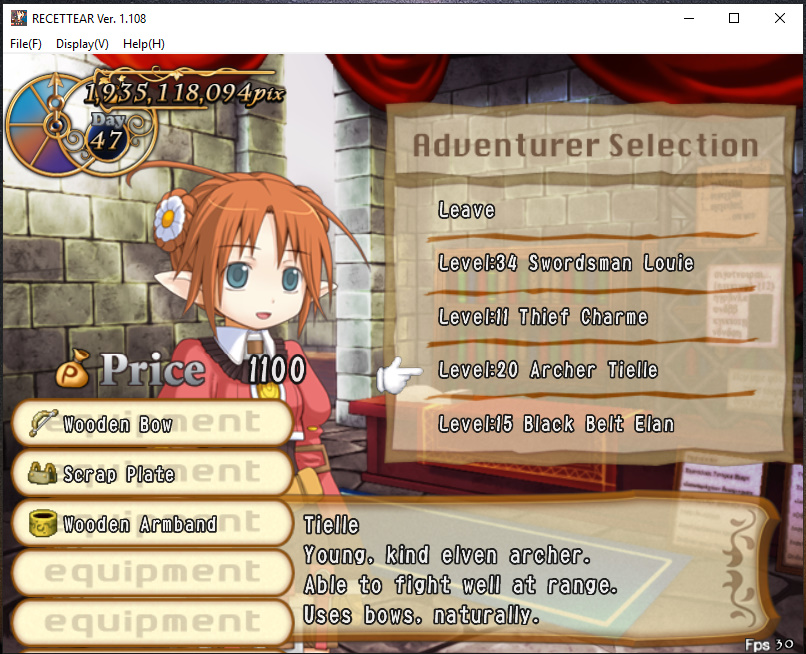 RECETTEAR Ver. 1.108
File(F) Display(V) Help(H)
1,935,118,094pix
Day
47
Adventurer Selection
Leave
Level:34 Swordsman Louie
Level:11 Thief Charme
Level:20 Archer Tielle
Level:15 Black Belt Elan
Price 1100
equipment
Wooden Bow
equipment
Scrap Plate
equipment
Wooden Armband
equipment
equipment
Tielle
Young, kind elven archer.
Able to fight well at range.
Uses bows, naturally.
Fps 30